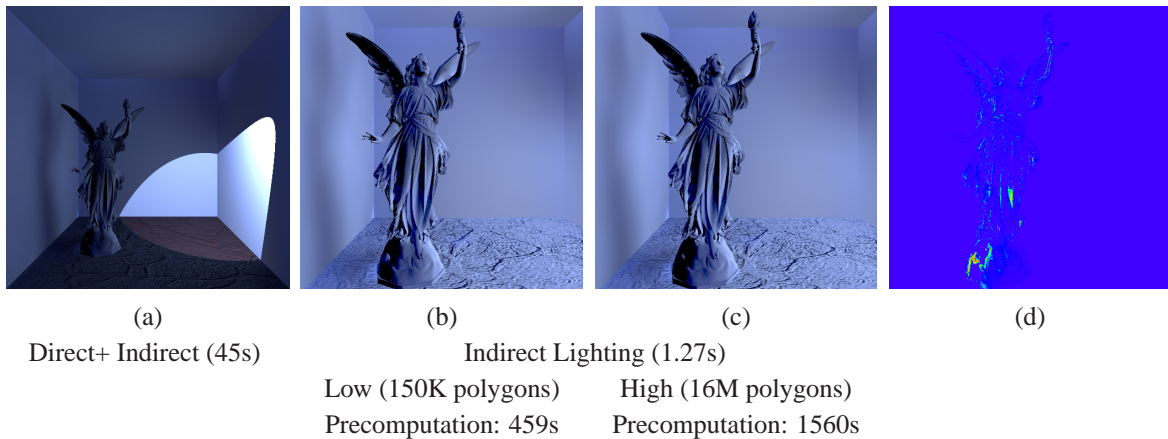 (a) (b) (c) (d)
Direct+ Indirect (45s) Indirect Lighting (1.27s)
Low (150K polygons) High (16M polygons)
Precomputation: 459s Precomputation: 1560s